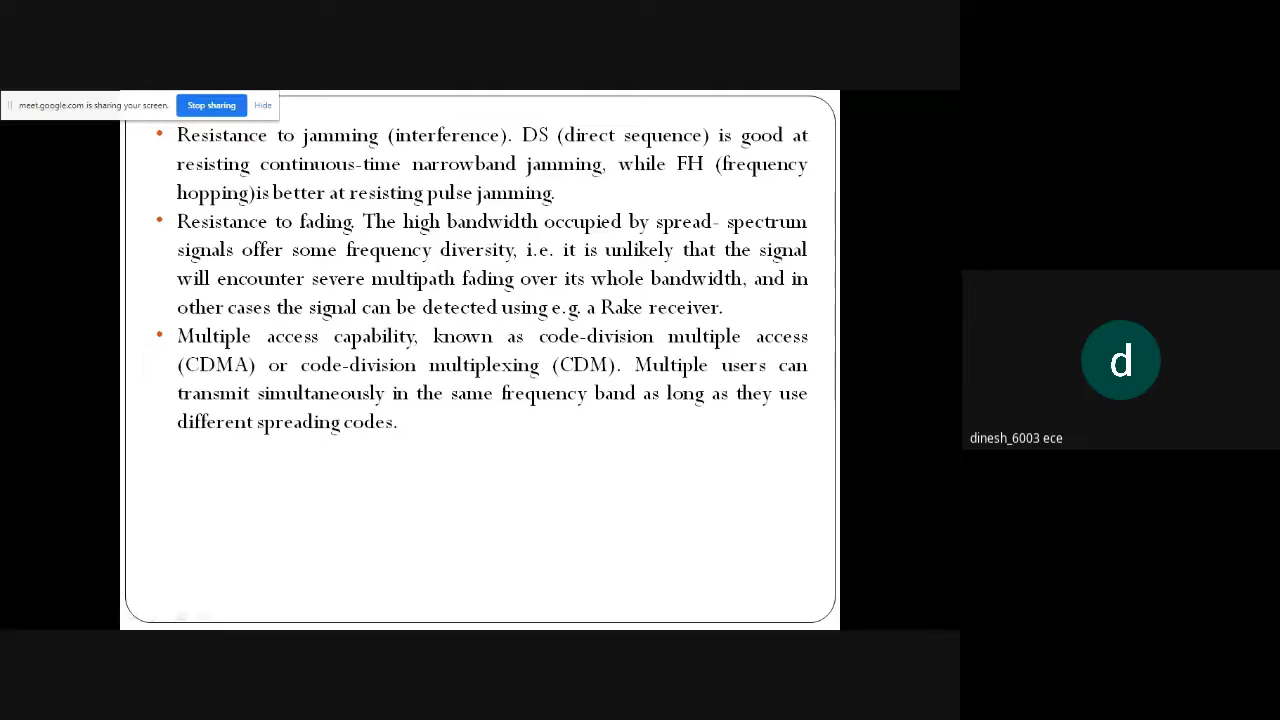 meet.google.com is sharing your screen.
Stop sharing
Hide
• Resistance to jamming (interference). DS (direct sequence) is good at
resisting continuous-time narrowband jamming, while FH (frequency
hopping)is better at resisting pulse jamming.
• Resistance to fading. The high bandwidth occupied by spread- spectrum
signals offer some frequency diversity, i.e. it is unlikely that the signal
will encounter severe multipath fading over its whole bandwidth, and in
other cases the signal can be detected using e.g. a Rake receiver.
• Multiple access capability, known as code-division multiple access
(CDMA) or code-division multiplexing (CDM). Multiple users can
transmit simultaneously in the same frequency band as long as they use
different spreading codes.
d
dinesh_6003 ece